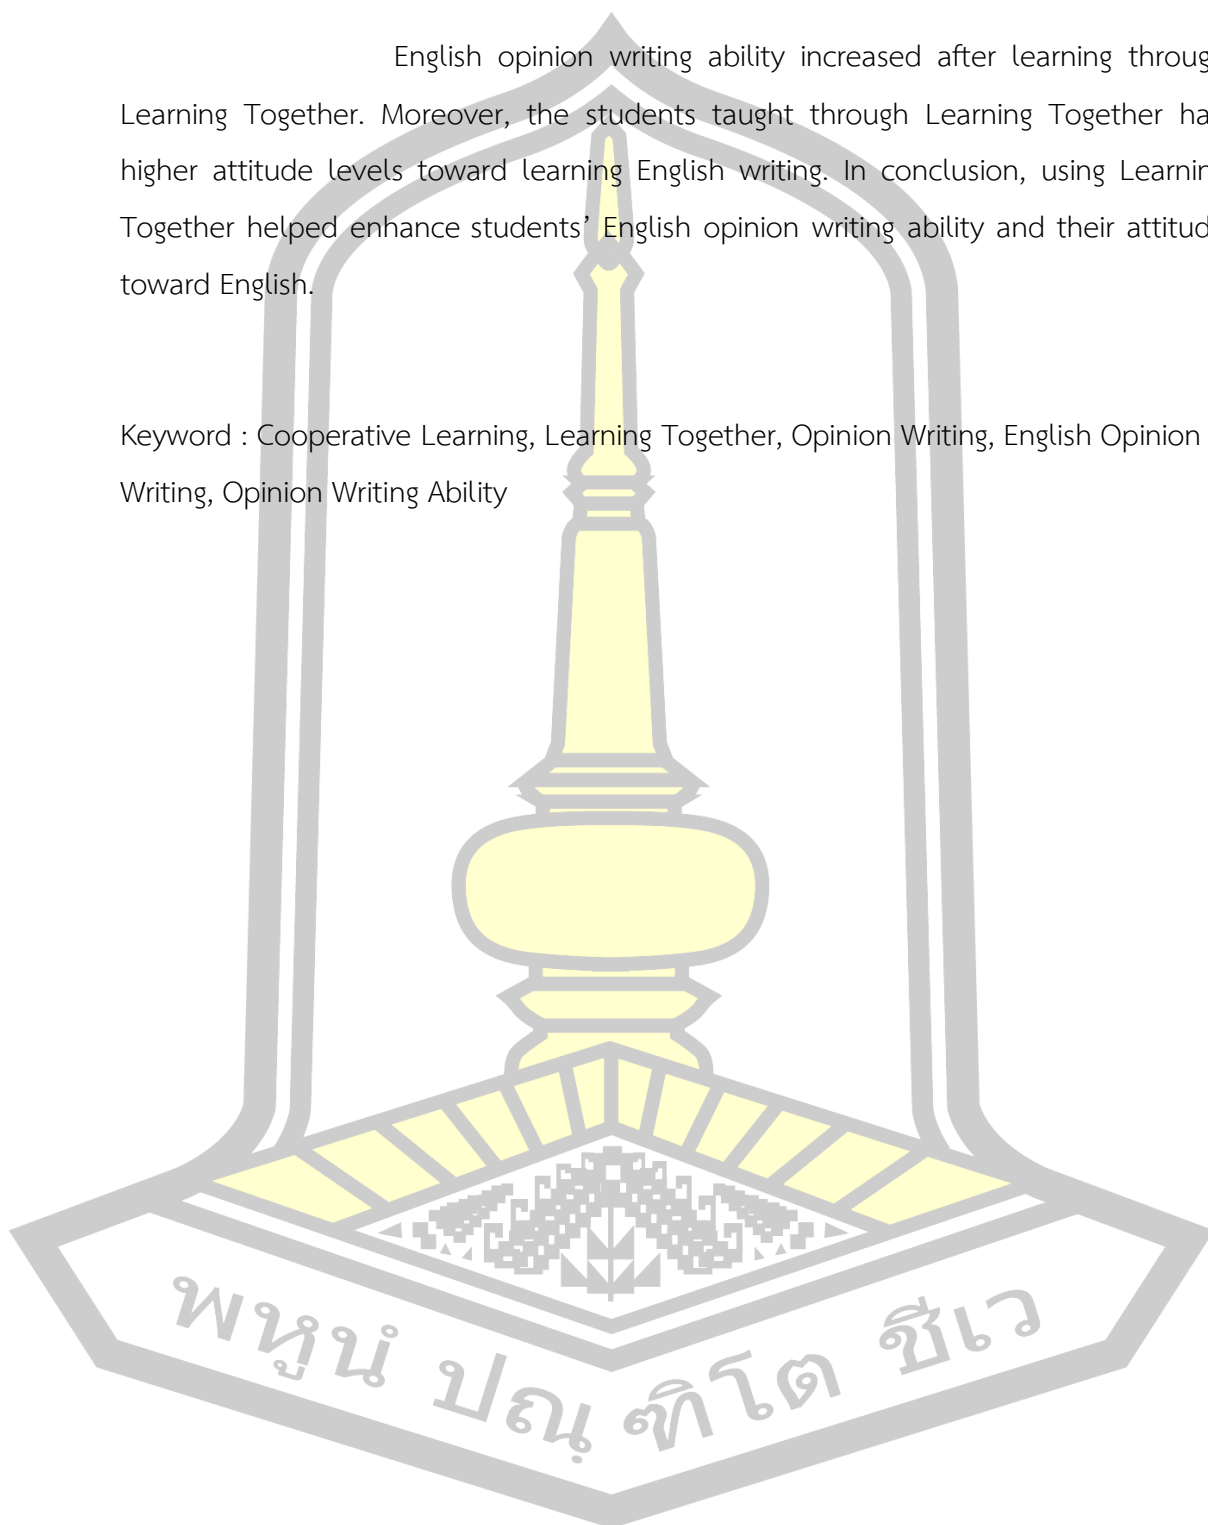 English opinion writing ability increased after learning throug
Learning Together. Moreover, the students taught through Learning Together ha
higher attitude levels toward learning English writing. In conclusion, using Learnin
Together helped enhance students’ English opinion writing ability and their attitud
toward English.
Keyword : Cooperative Learning, Learning Together, Opinion Writing, English Opinion
Writing, Opinion Writing Ability
พหูนํ ปณฺฑิโต ชีเว